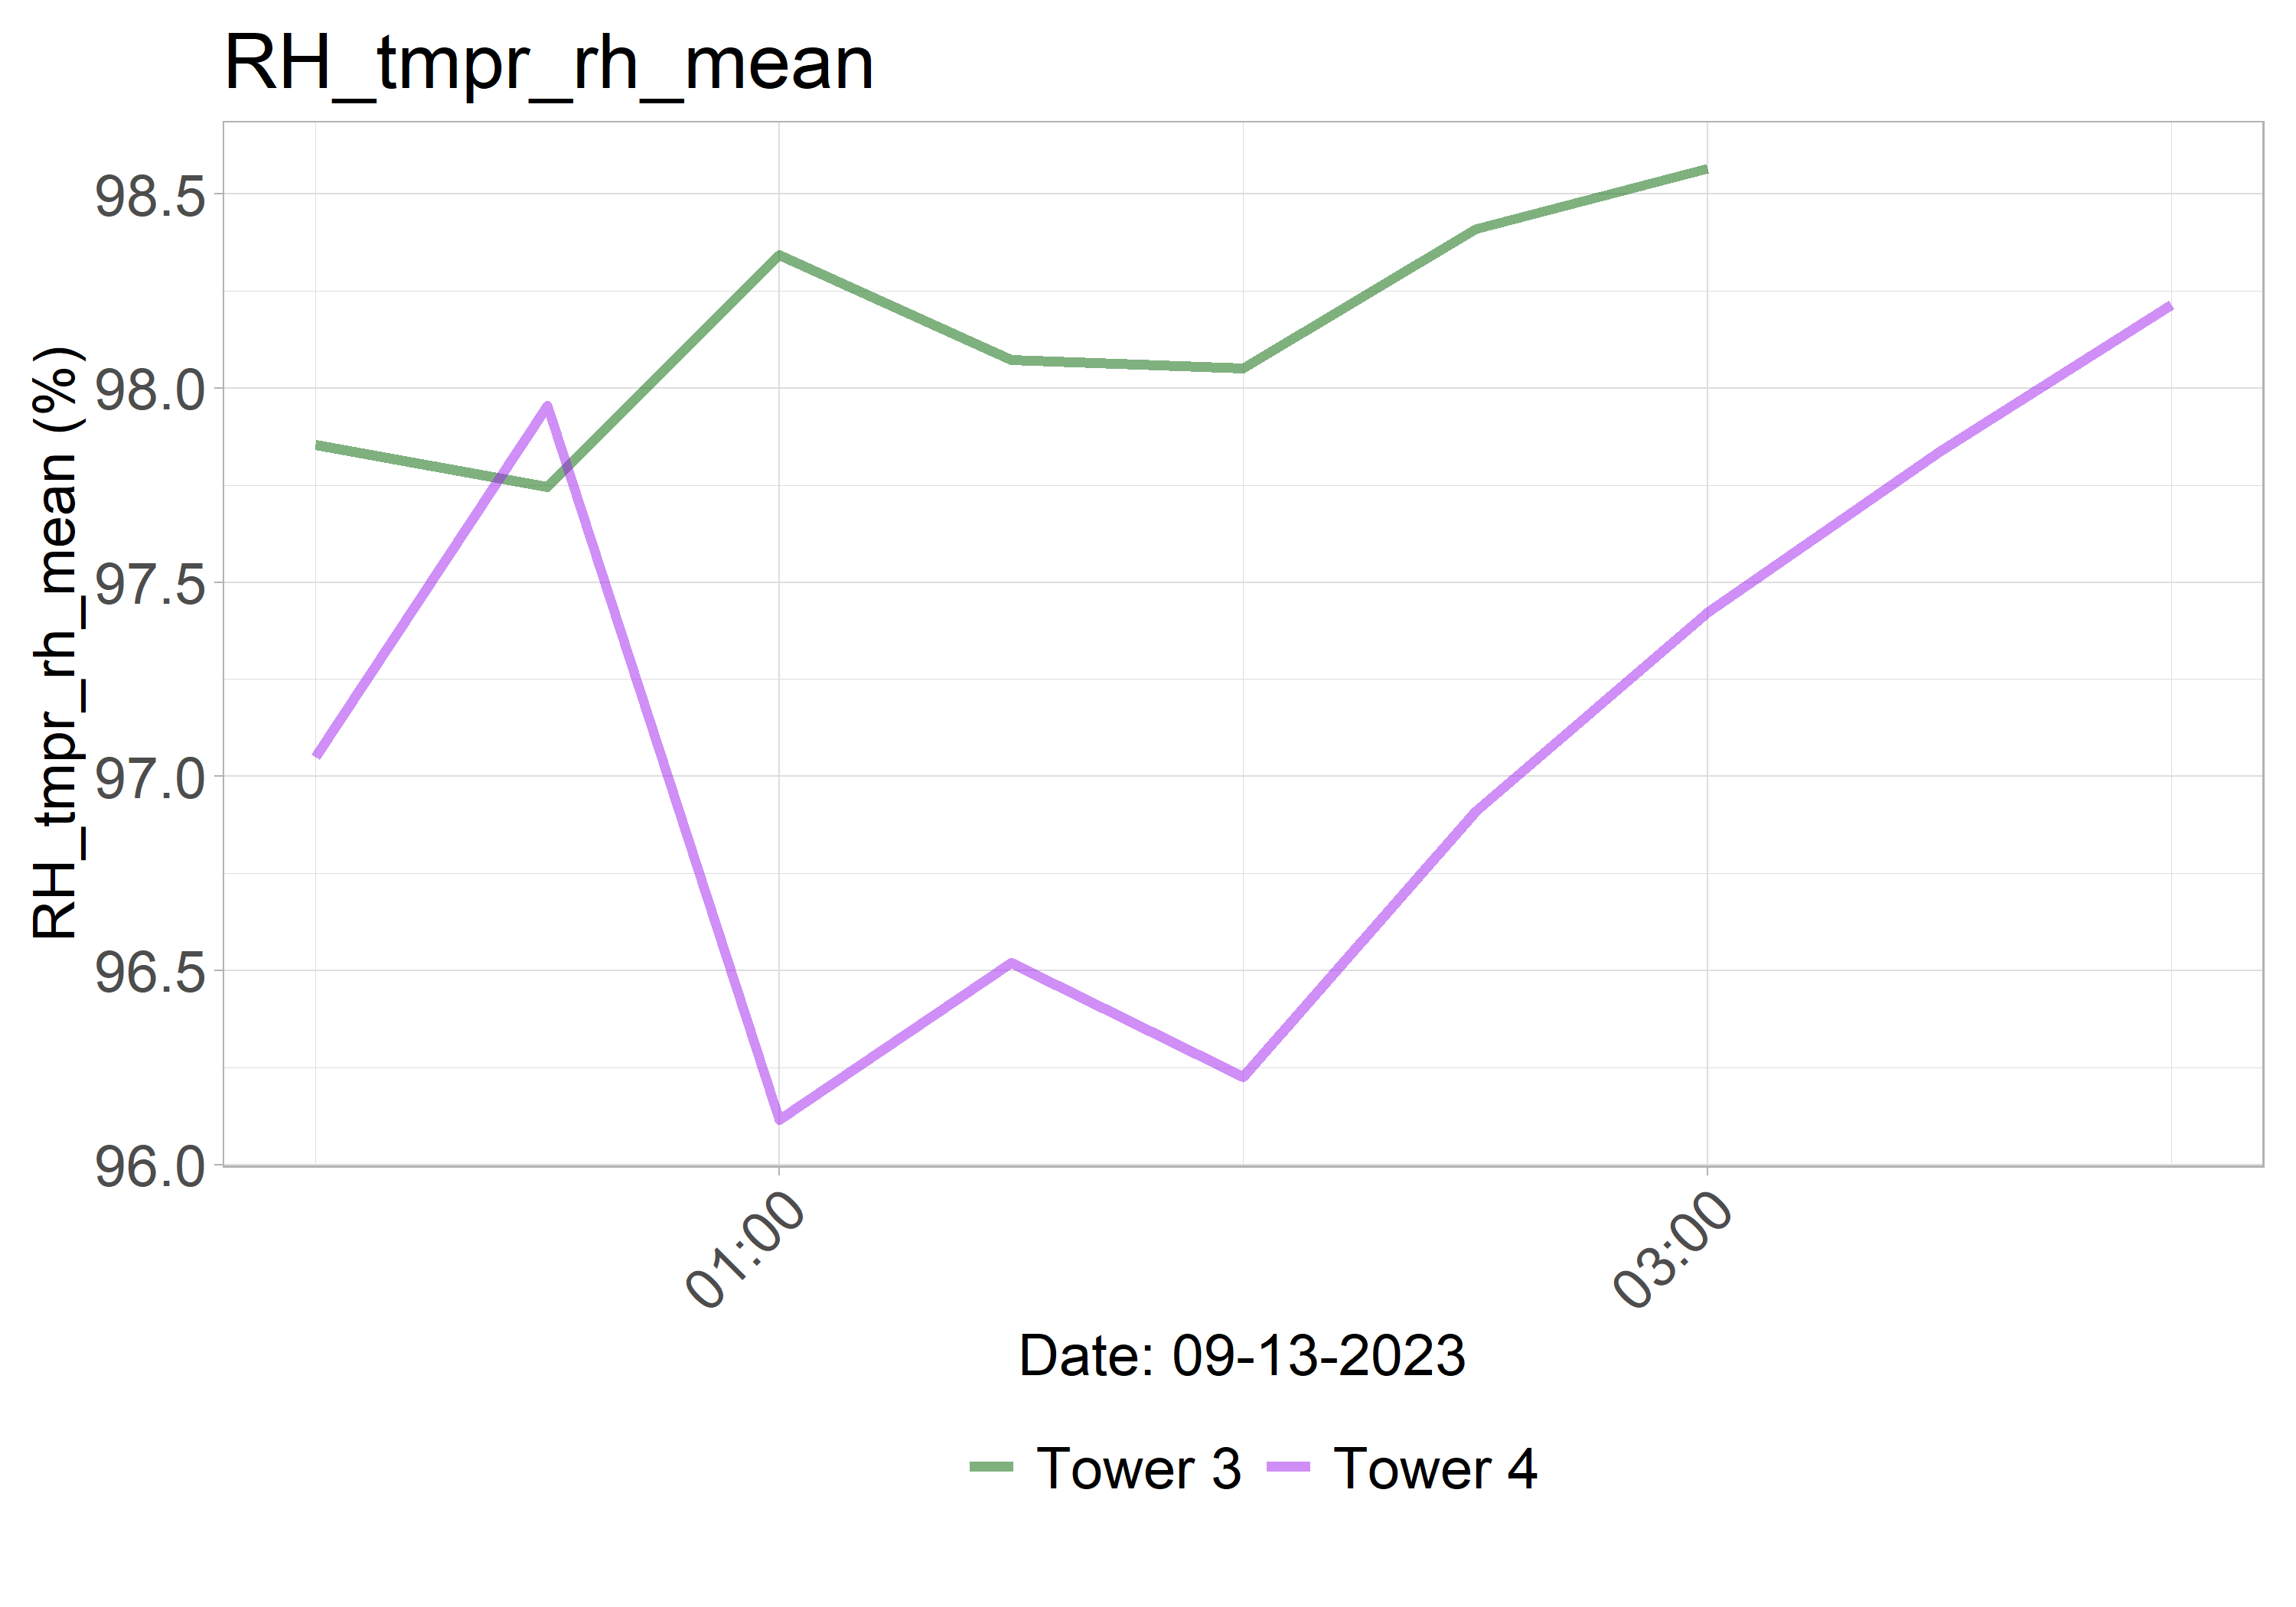 RH_tmpr_rh_mean
RH_tmpr_rh_mean (%)
98.5
98.0
97.5
97.0
96.5
96.0
01:00
03:00
Date: 09-13-2023
Tower 3
Tower 4